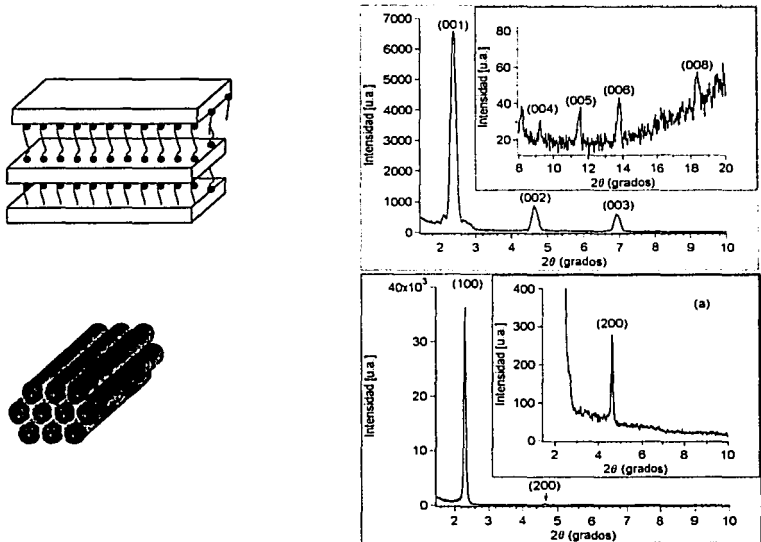 (001)
7000
6000
5000
4000
3000
2000
1000
0
Intensidad [u.a.]
2 3 4 5 6 7 8 9 10
2θ (grados)
(002)
(003)
80
60
40
20
Intensidad [u.a.]
(004)
(005)
(006)
(008)
8 10 12 14 16 18 20
2θ (grados)
40x10³
30
20
10
0
Intensidad [u.a.]
(100)
(200)
2 3 4 5 6 7 8 9 10
2θ (grados)
400
300
200
100
0
Intensidad [u.a.]
(a)
(200)
2 4 6 8 10
2θ (grados)